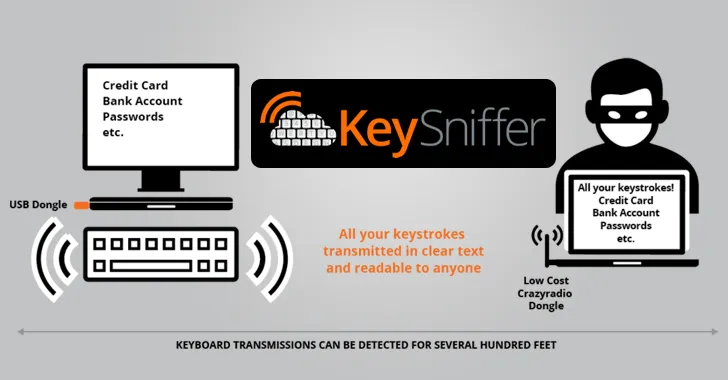 Credit Card
Bank Account
Passwords
etc.
KeySniffer
USB Dongle
All your keystrokes
transmitted in clear text
and readable to anyone
All your keystrokes!
Credit Card
Bank Account
Passwords
etc.
Low Cost
Crazyradio
Dongle
KEYBOARD TRANSMISSIONS CAN BE DETECTED FOR SEVERAL HUNDRED FEET